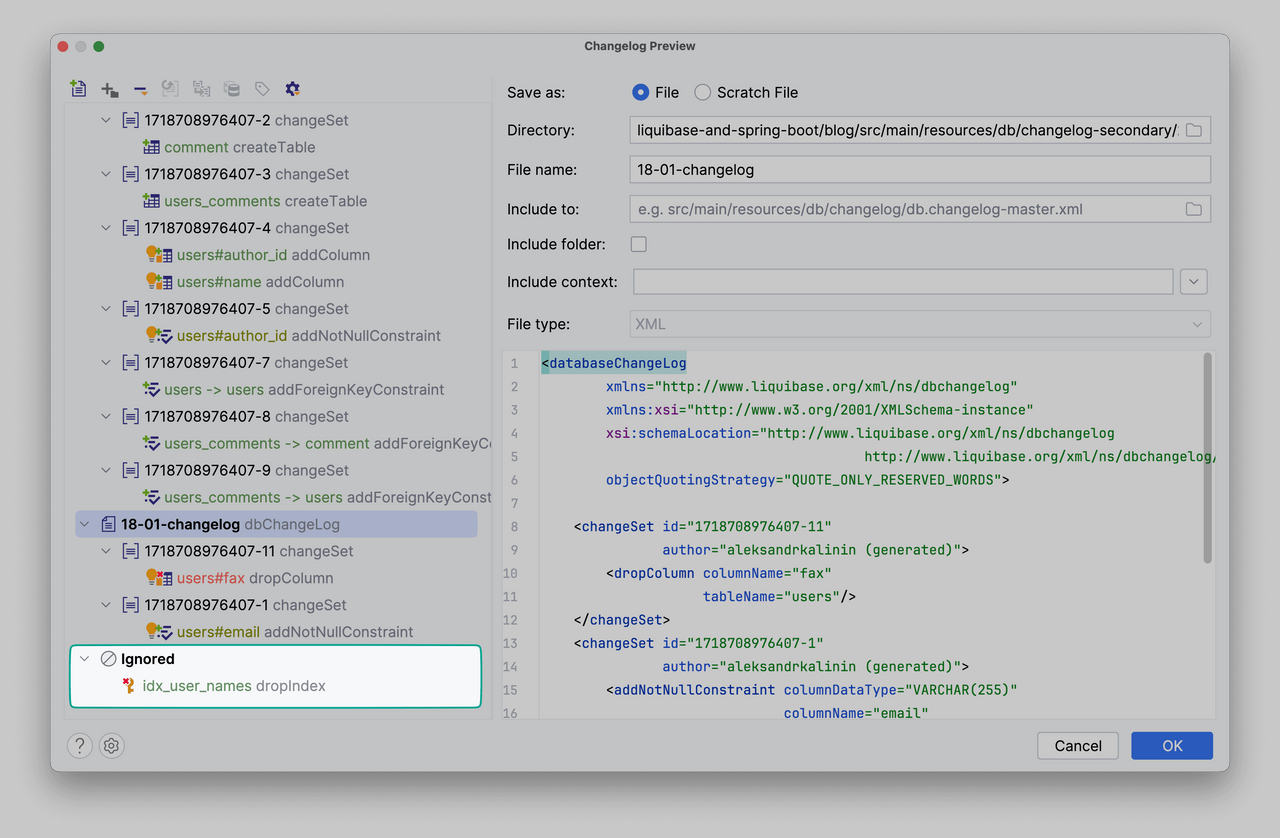 Changelog Preview
1718708976407-2 changeSet
comment createTable
1718708976407-3 changeSet
users_comments createTable
1718708976407-4 changeSet
users#author_id addColumn
users#name addColumn
1718708976407-5 changeSet
users#author_id addNotNullConstraint
1718708976407-7 changeSet
users -> users addForeignKeyConstraint
1718708976407-8 changeSet
users_comments -> comment addForeignKeyCo
1718708976407-9 changeSet
users_comments -> users addForeignKeyConst
18-01-changelog dbChangeLog
1718708976407-11 changeSet
users#fax dropColumn
1718708976407-1 changeSet
users#email addNotNullConstraint
Ignored
idx_user_names dropIndex
Save as: File Scratch File
Directory: liquibase-and-spring-boot/blog/src/main/resources/db/changelog-secondary/
File name: 18-01-changelog
Include to: e.g. src/main/resources/db/changelog/db.changelog-master.xml
Include folder:
Include context:
File type: XML
1 <databaseChangeLog
2 xmlns="http://www.liquibase.org/xml/ns/dbchangelog"
3 xmlns:xsi="http://www.w3.org/2001/XMLSchema-instance"
4 xsi:schemaLocation="http://www.liquibase.org/xml/ns/dbchangelog
5 http://www.liquibase.org/xml/ns/dbchangelog/
6 objectQuotingStrategy="QUOTE_ONLY_RESERVED_WORDS">
7
8 <changeSet id="1718708976407-11"
9 author="aleksandrkalinin (generated)">
10 <dropColumn columnName="fax"
11 tableName="users"/>
12 </changeSet>
13 <changeSet id="1718708976407-1"
14 author="aleksandrkalinin (generated)">
15 <addNotNullConstraint columnDataType="VARCHAR(255)"
16 columnName="email"
?
Cancel
OK